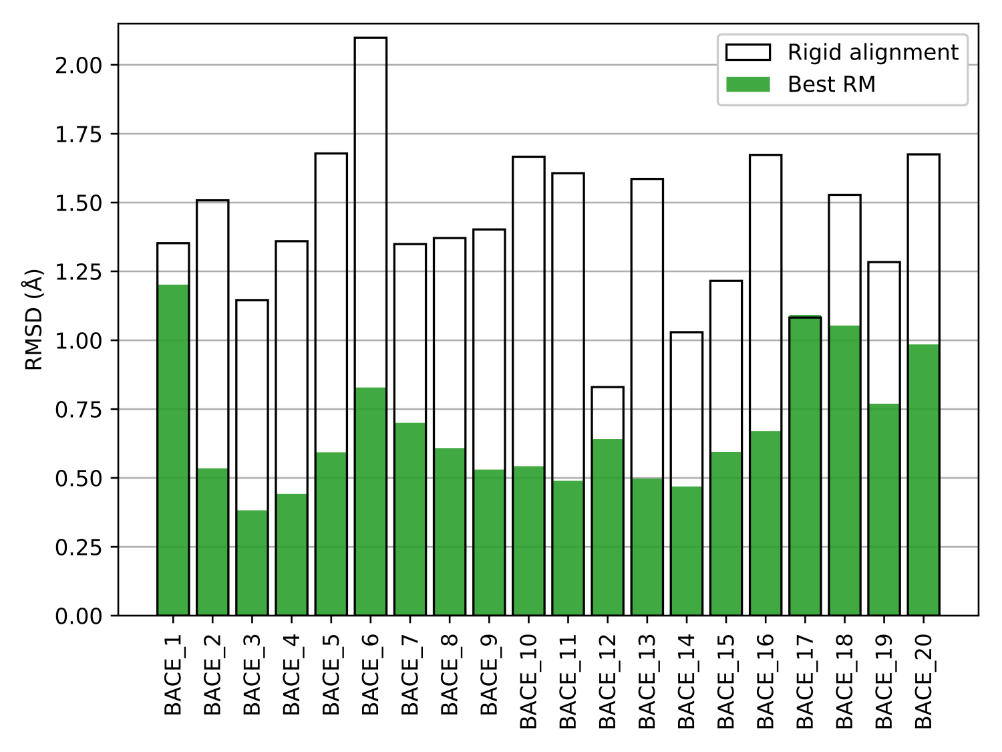 Rigid alignment
Best RM
RMSD (Å)
2.00
1.75
1.50
1.25
1.00
0.75
0.50
0.25
0.00
BACE_1
BACE_2
BACE_3
BACE_4
BACE_5
BACE_6
BACE_7
BACE_8
BACE_9
BACE_10
BACE_11
BACE_12
BACE_13
BACE_14
BACE_15
BACE_16
BACE_17
BACE_18
BACE_19
BACE_20